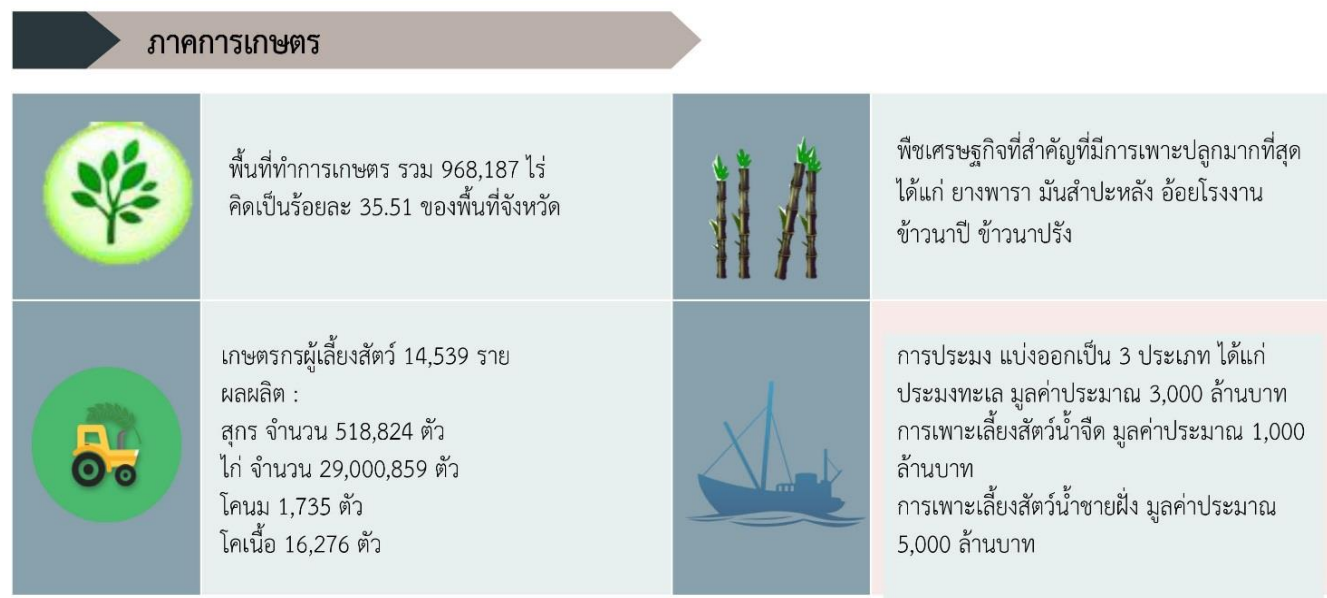 ภาคการเกษตร
พื้นที่ทำการเกษตร รวม 968,187 ไร่
คิดเป็นร้อยละ 35.51 ของพื้นที่จังหวัด
พืชเศรษฐกิจที่สำคัญที่มีการเพาะปลูกมากที่สุด
ได้แก่ ยางพารา มันสำปะหลัง อ้อยโรงงาน
ข้าวนาปี ข้าวนาปรัง
เกษตรกรผู้เลี้ยงสัตว์ 14,539 ราย
ผลผลิต :
สุกร จำนวน 518,824 ตัว
ไก่ จำนวน 29,000,859 ตัว
โคนม 1,735 ตัว
โคเนื้อ 16,276 ตัว
การประมง แบ่งออกเป็น 3 ประเภท ได้แก่
ประมงทะเล มูลค่าประมาณ 3,000 ล้านบาท
การเพาะเลี้ยงสัตว์น้ำจืด มูลค่าประมาณ 1,000
ล้านบาท
การเพาะเลี้ยงสัตว์น้ำชายฝั่ง มูลค่าประมาณ
5,000 ล้านบาท